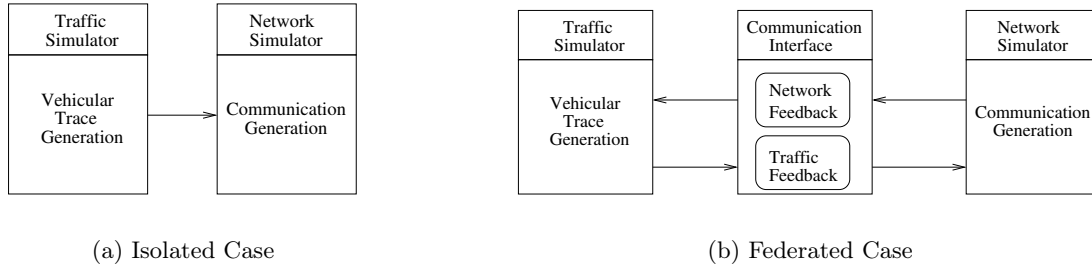 Traffic
Simulator
Vehicular
Trace
Generation
Network
Simulator
Communication
Generation
(a) Isolated Case
Traffic
Simulator
Vehicular
Trace
Generation
Communication
Interface
Network
Feedback
Traffic
Feedback
Network
Simulator
Communication
Generation
(b) Federated Case